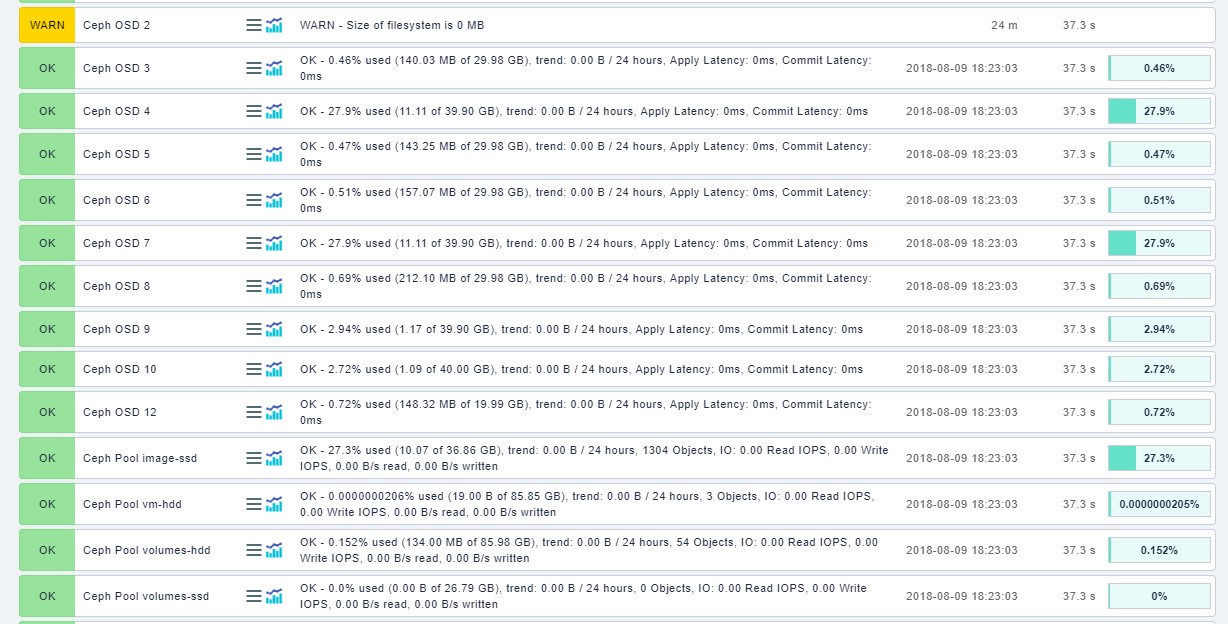 WARN Ceph OSD 2 WARN - Size of filesystem is 0 MB 24 m 37.3 s
OK Ceph OSD 3 OK - 0.46% used (140.03 MB of 29.98 GB), trend: 0.00 B / 24 hours, Apply Latency: 0ms, Commit Latency: 2018-08-09 18:23:03 37.3 s 0.46%
0ms
OK Ceph OSD 4 OK - 27.9% used (11.11 of 39.90 GB), trend: 0.00 B / 24 hours, Apply Latency: 0ms, Commit Latency: 0ms 2018-08-09 18:23:03 37.3 s 27.9%
OK Ceph OSD 5 OK - 0.47% used (143.25 MB of 29.98 GB), trend: 0.00 B / 24 hours, Apply Latency: 0ms, Commit Latency: 2018-08-09 18:23:03 37.3 s 0.47%
0ms
OK Ceph OSD 6 OK - 0.51% used (157.07 MB of 29.98 GB), trend: 0.00 B / 24 hours, Apply Latency: 0ms, Commit Latency: 2018-08-09 18:23:03 37.3 s 0.51%
0ms
OK Ceph OSD 7 OK - 27.9% used (11.11 of 39.90 GB), trend: 0.00 B / 24 hours, Apply Latency: 0ms, Commit Latency: 0ms 2018-08-09 18:23:03 37.3 s 27.9%
OK Ceph OSD 8 OK - 0.69% used (212.10 MB of 29.98 GB), trend: 0.00 B / 24 hours, Apply Latency: 0ms, Commit Latency: 2018-08-09 18:23:03 37.3 s 0.69%
0ms
OK Ceph OSD 9 OK - 2.94% used (1.17 of 39.90 GB), trend: 0.00 B / 24 hours, Apply Latency: 0ms, Commit Latency: 0ms 2018-08-09 18:23:03 37.3 s 2.94%
OK Ceph OSD 10 OK - 2.72% used (1.09 of 40.00 GB), trend: 0.00 B / 24 hours, Apply Latency: 0ms, Commit Latency: 0ms 2018-08-09 18:23:03 37.3 s 2.72%
OK Ceph OSD 12 OK - 0.72% used (148.32 MB of 19.99 GB), trend: 0.00 B / 24 hours, Apply Latency: 0ms, Commit Latency: 2018-08-09 18:23:03 37.3 s 0.72%
0ms
OK Ceph Pool image-ssd OK - 27.3% used (10.07 of 36.86 GB), trend: 0.00 B / 24 hours, 1304 Objects, IO: 0.00 Read IOPS, 0.00 Write 2018-08-09 18:23:03 37.3 s 27.3%
IOPS, 0.00 B/s read, 0.00 B/s written
OK Ceph Pool vm-hdd OK - 0.0000000206% used (19.00 B of 85.85 GB), trend: 0.00 B / 24 hours, 3 Objects, IO: 0.00 Read IOPS, 2018-08-09 18:23:03 37.3 s 0.0000000205%
0.00 Write IOPS, 0.00 B/s read, 0.00 B/s written
OK Ceph Pool volumes-hdd OK - 0.152% used (134.00 MB of 85.98 GB), trend: 0.00 B / 24 hours, 54 Objects, IO: 0.00 Read IOPS, 0.00 2018-08-09 18:23:03 37.3 s 0.152%
Write IOPS, 0.00 B/s read, 0.00 B/s written
OK Ceph Pool volumes-ssd OK - 0.0% used (0.00 B of 26.79 GB), trend: 0.00 B / 24 hours, 0 Objects, IO: 0.00 Read IOPS, 0.00 Write 2018-08-09 18:23:03 37.3 s 0%
IOPS, 0.00 B/s read, 0.00 B/s written